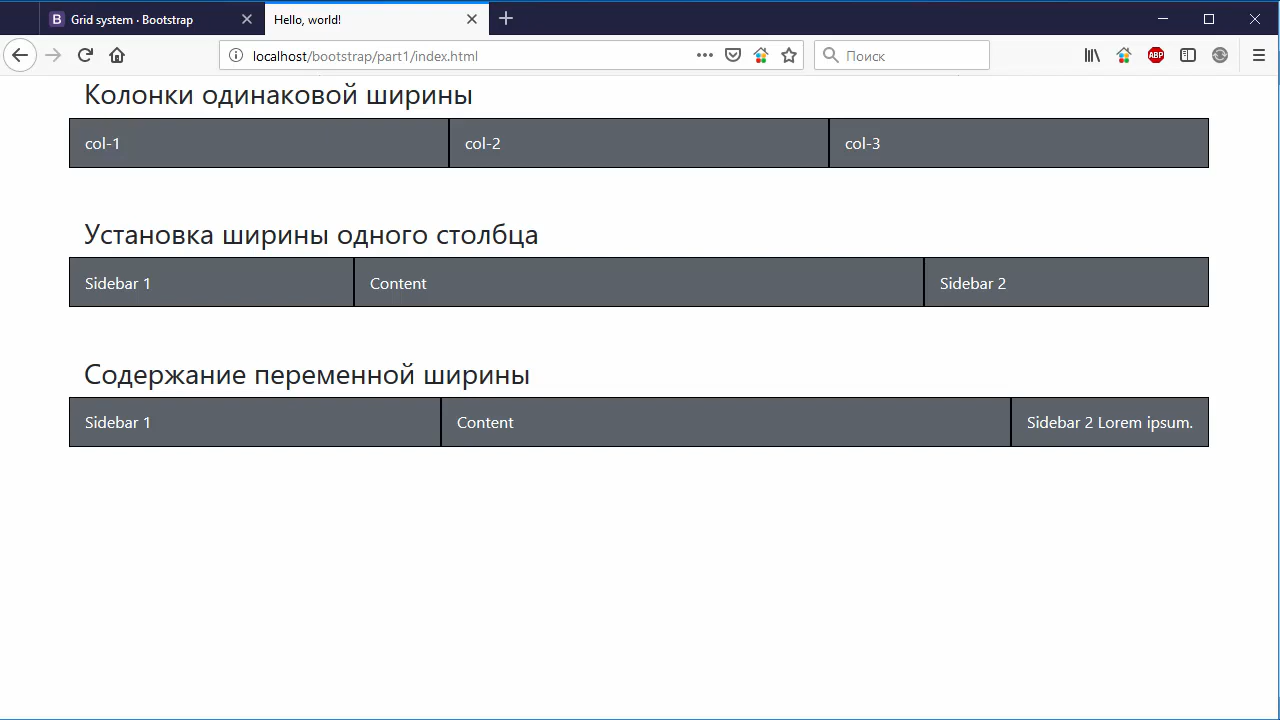 Grid system · Bootstrap
Hello, world!
localhost/bootstrap/part1/index.html
Поиск
ABP
Колонки одинаковой ширины
col-1 col-2 col-3
Установка ширины одного столбца
Sidebar 1 Content Sidebar 2
Содержание переменной ширины
Sidebar 1 Content Sidebar 2 Lorem ipsum.